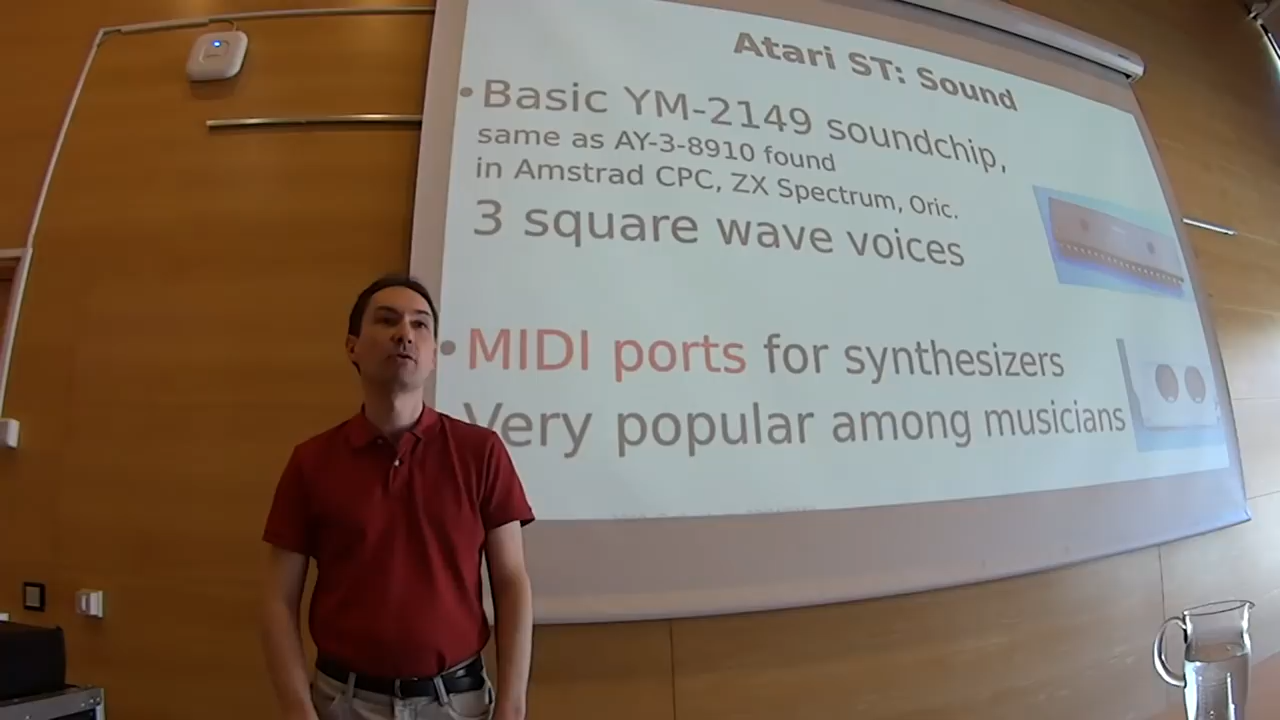 Atari ST: Sound
•Basic YM-2149 soundchip,
same as AY-3-8910 found
in Amstrad CPC, ZX Spectrum, Oric.
3 square wave voices
•MIDI ports for synthesizers
Very popular among musicians